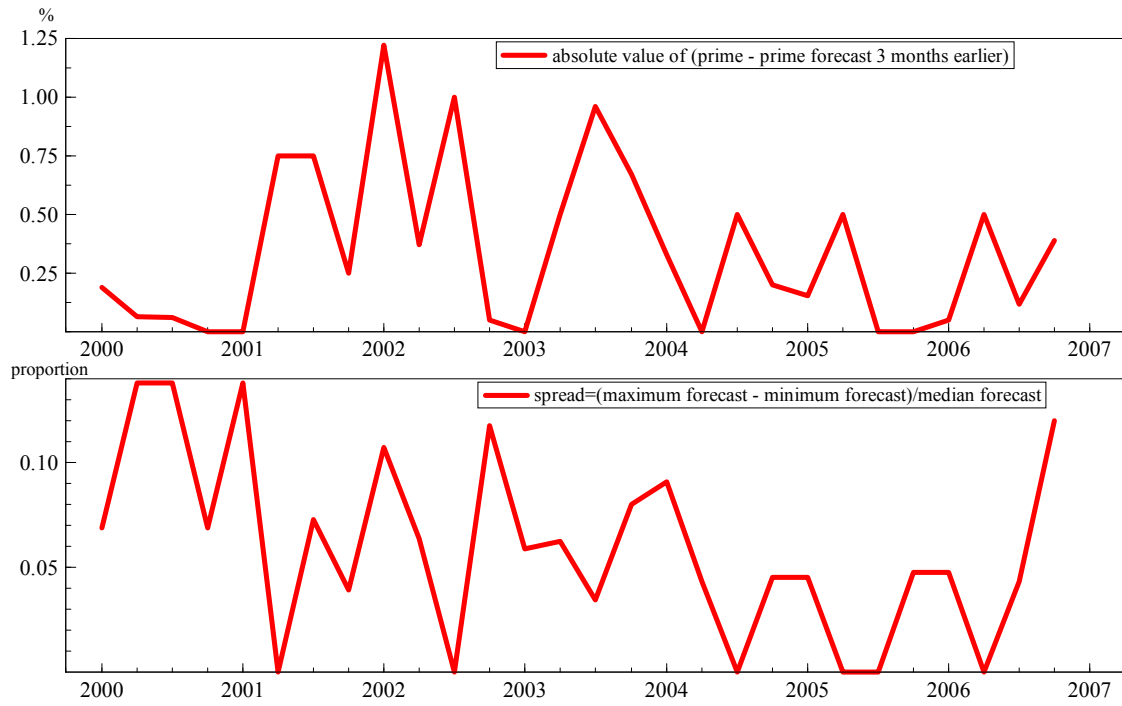 %
1.25
absolute value of (prime - prime forecast 3 months earlier)
1.00
0.75
0.50
0.25
2000 2001 2002 2003 2004 2005 2006 2007
proportion
spread=(maximum forecast - minimum forecast)/median forecast
0.10
0.05
2000 2001 2002 2003 2004 2005 2006 2007